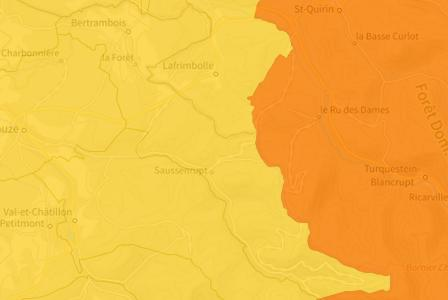 St-Quirin
Bertrambois
la Basse Curlot
Charbonnière
la Forêt
Lafrimbolle
Forêt Dom
le Ru des Dames
ouze
Saussenrupt
Turquestein-
Blancrupt
Ricarville
Val-et-Châtillon
Petitmont